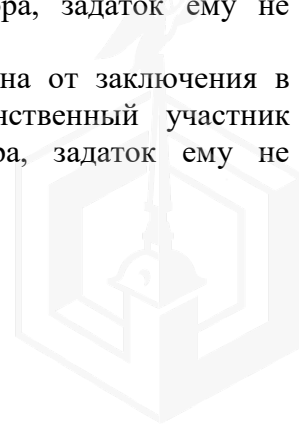 ра, задаток ему не
на от заключения в
нственный участник
ра, задаток ему не